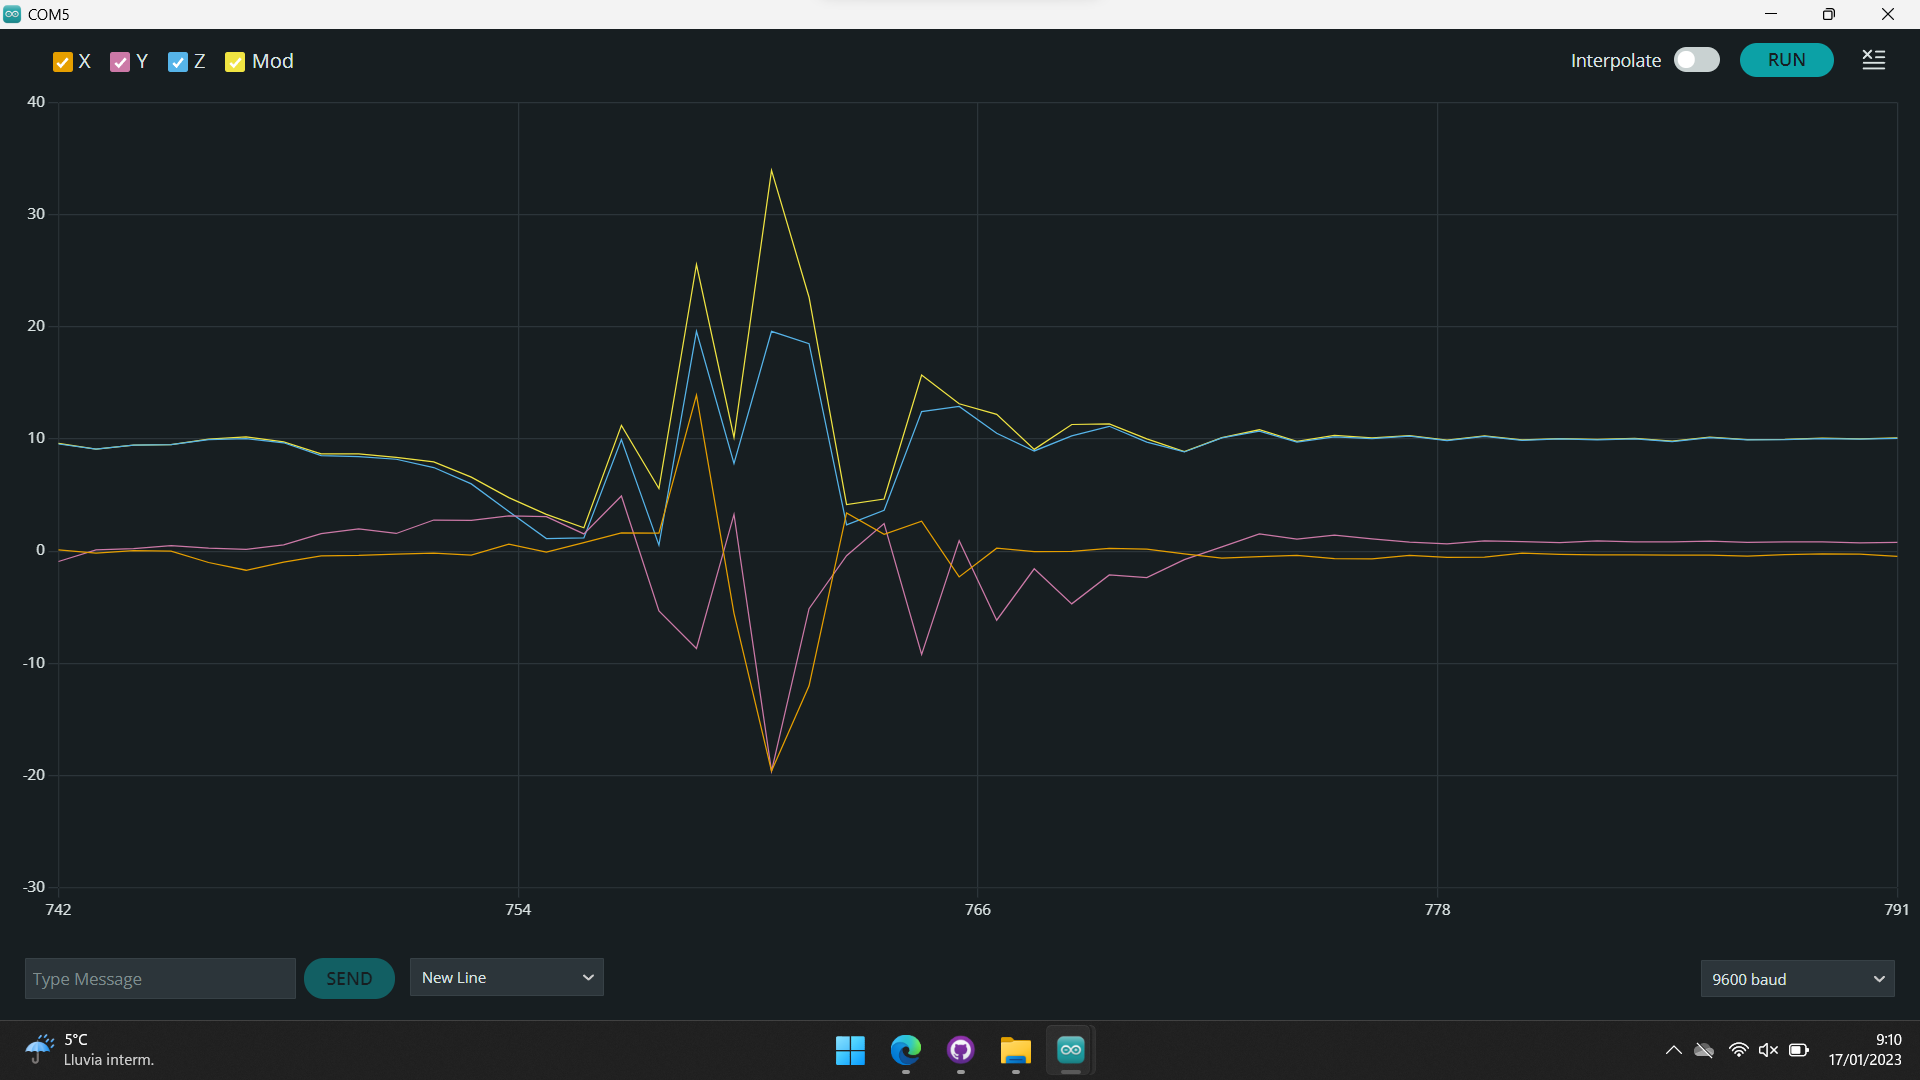 COM5
X Y Z Mod
Interpolate RUN
40
30
20
10
0
-10
-20
-30
742 754 766 778 791
Type Message SEND New Line 9600 baud
5°C
Lluvia interm.
9:10
17/01/2023